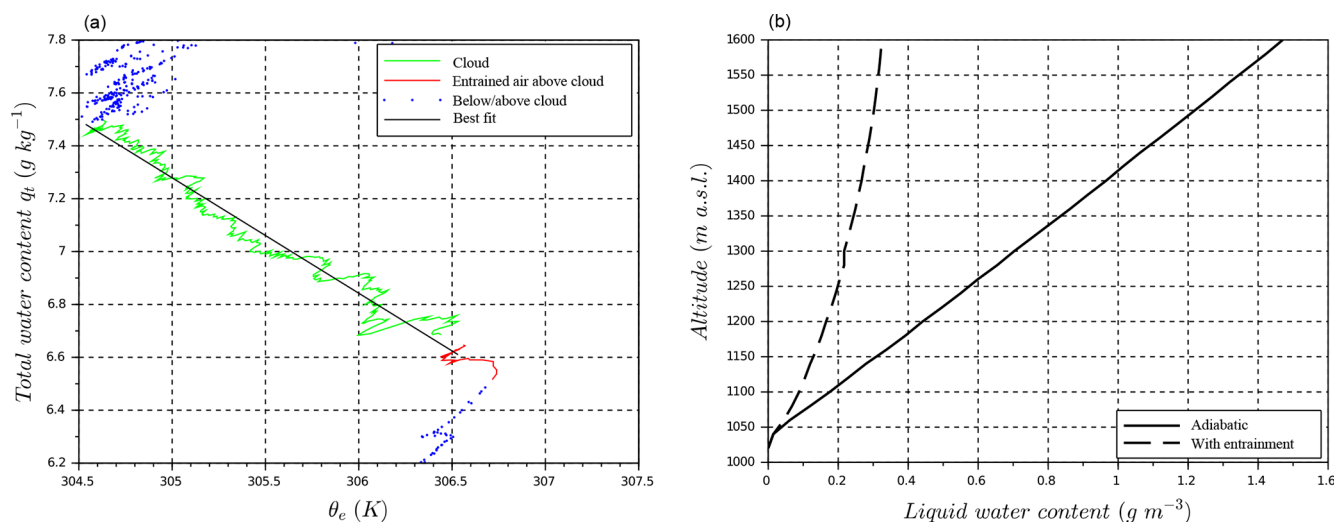 (a)
7.8
7.6
7.4
7.2
7
6.8
6.6
6.4
6.2
Total water content q_t (g kg⁻¹)
Cloud
Entrained air above cloud
Below/above cloud
Best fit
304.5 305 305.5 306 306.5 307 307.5
θ_e (K)
(b)
1600
1550
1500
1450
1400
1350
1300
1250
1200
1150
1100
1050
1000
Altitude (m a.s.l.)
Adiabatic
With entrainment
0 0.2 0.4 0.6 0.8 1 1.2 1.4 1.6
Liquid water content (g m⁻³)